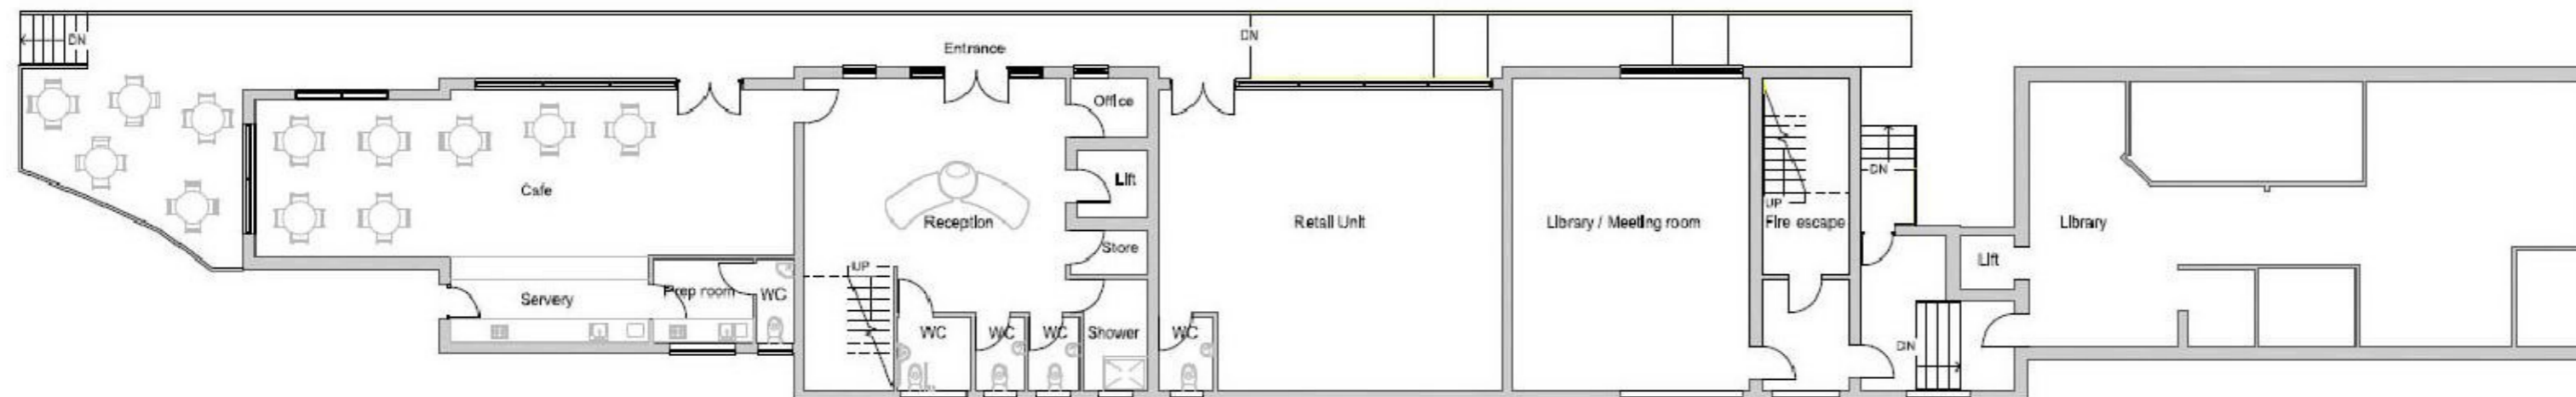 DN
Entrance
DN
Office
Cafe
Lift
Reception
Store
Retail Unit
Library / Meeting room
UP
Fire escape
DN
Library
Lift
UP
Servery
Prep room
WC
WC
WC
WC
Shower
WC
DN